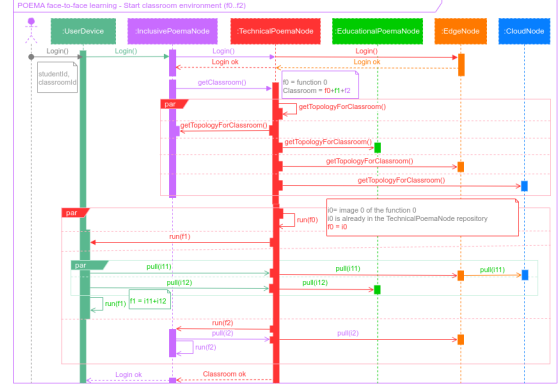 POEMA face-to-face learning - Start classroom environment (f0..f2)
:UserDevice
:InclusivePoemaNode
:TechnicalPoemaNode
:EducationalPoemaNode
:EdgeNode
:CloudNode
Login()
Login()
Login()
Login()
Login ok
Login ok
studentId,
classroomId
getClassroom()
f0 = function 0
Classroom = f0+f1+f2
par
getTopologyForClassroom()
getTopologyForClassroom()
getTopologyForClassroom()
getTopologyForClassroom()
getTopologyForClassroom()
par
run(f0)
i0= image 0 of the function 0
i0 is already in the TechnicalPoemaNode repository
f0 = i0
run(f1)
par
pull(i11)
pull(i11)
pull(i11)
pull(i12)
pull(i12)
run(f1)
f1 = i11+i12
run(f2)
pull(i2)
pull(i2)
run(f2)
Login ok
Classroom ok